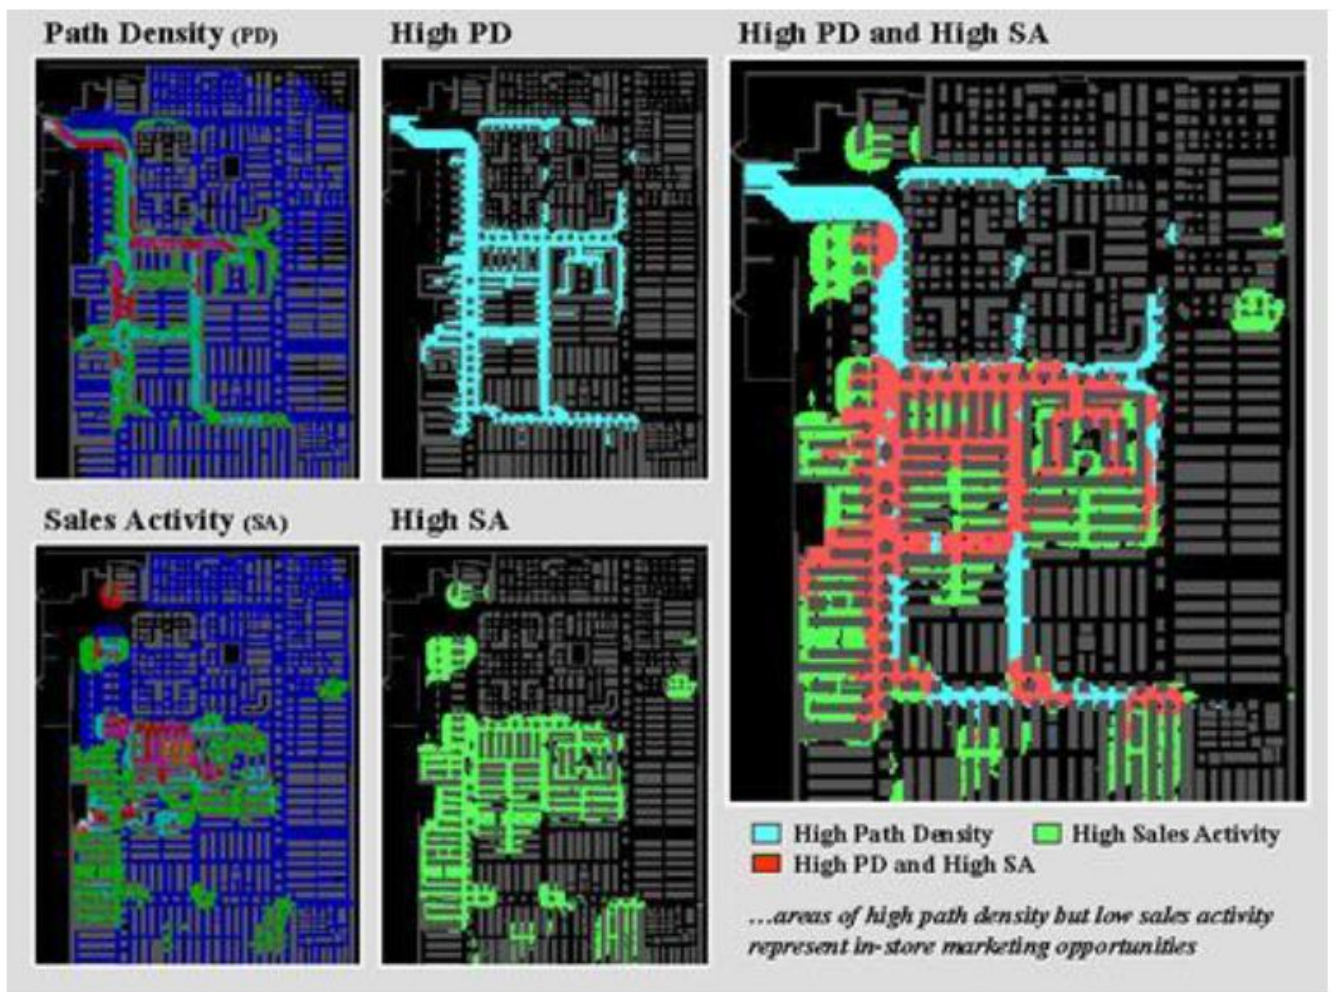 Path Density (PD)
High PD
High PD and High SA
Sales Activity (SA)
High SA
High Path Density
High Sales Activity
High PD and High SA
...areas of high path density but low sales activity
represent in-store marketing opportunities